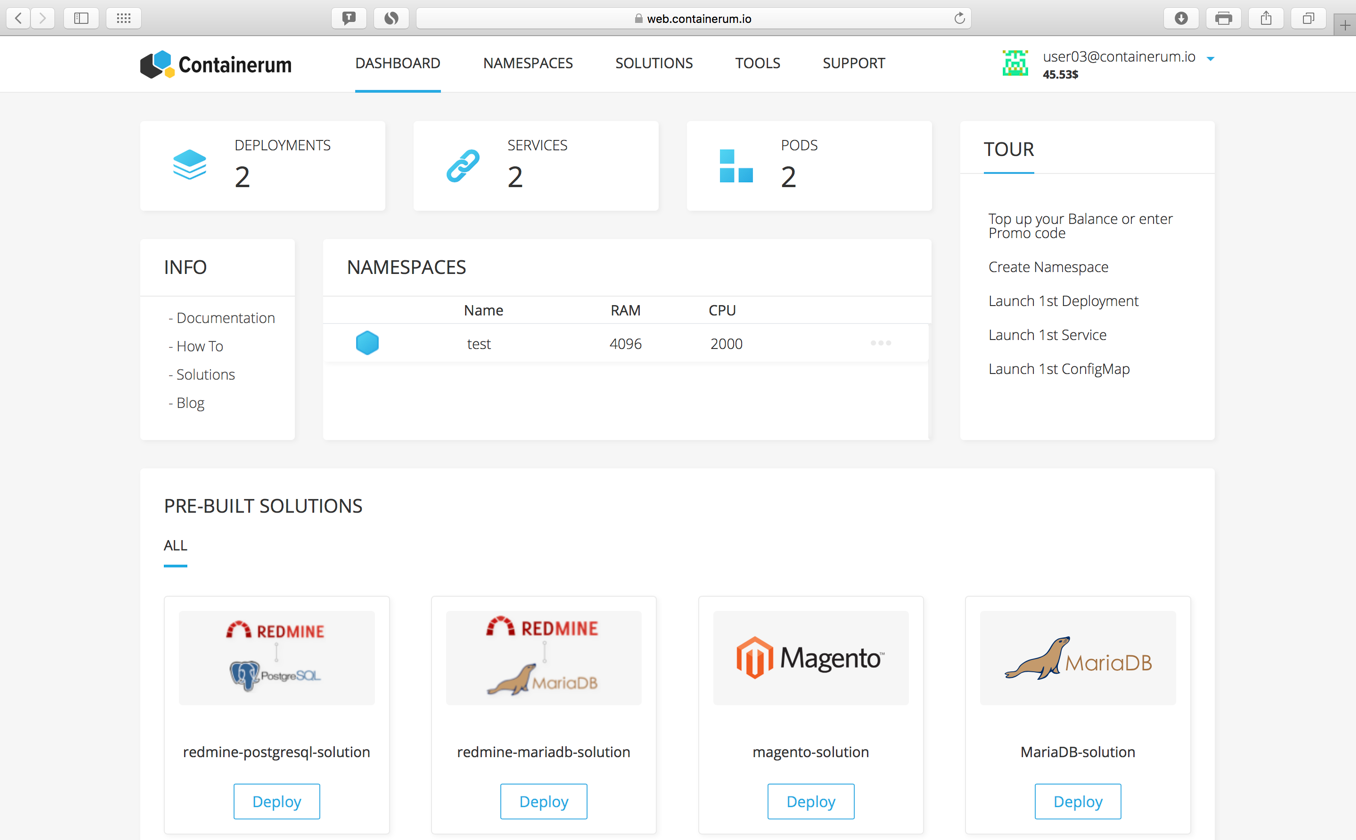 web.containerum.io
Containerum
DASHBOARD
NAMESPACES
SOLUTIONS
TOOLS
SUPPORT
user03@containerum.io
45.53$
DEPLOYMENTS
2
SERVICES
2
PODS
2
TOUR
Top up your Balance or enter
Promo code
Create Namespace
Launch 1st Deployment
Launch 1st Service
Launch 1st ConfigMap
INFO
- Documentation
- How To
- Solutions
- Blog
NAMESPACES
Name RAM CPU
test 4096 2000
PRE-BUILT SOLUTIONS
ALL
REDMINE
PostgreSQL
redmine-postgresql-solution
Deploy
REDMINE
MariaDB
redmine-mariadb-solution
Deploy
Magento™
magento-solution
Deploy
MariaDB
MariaDB-solution
Deploy